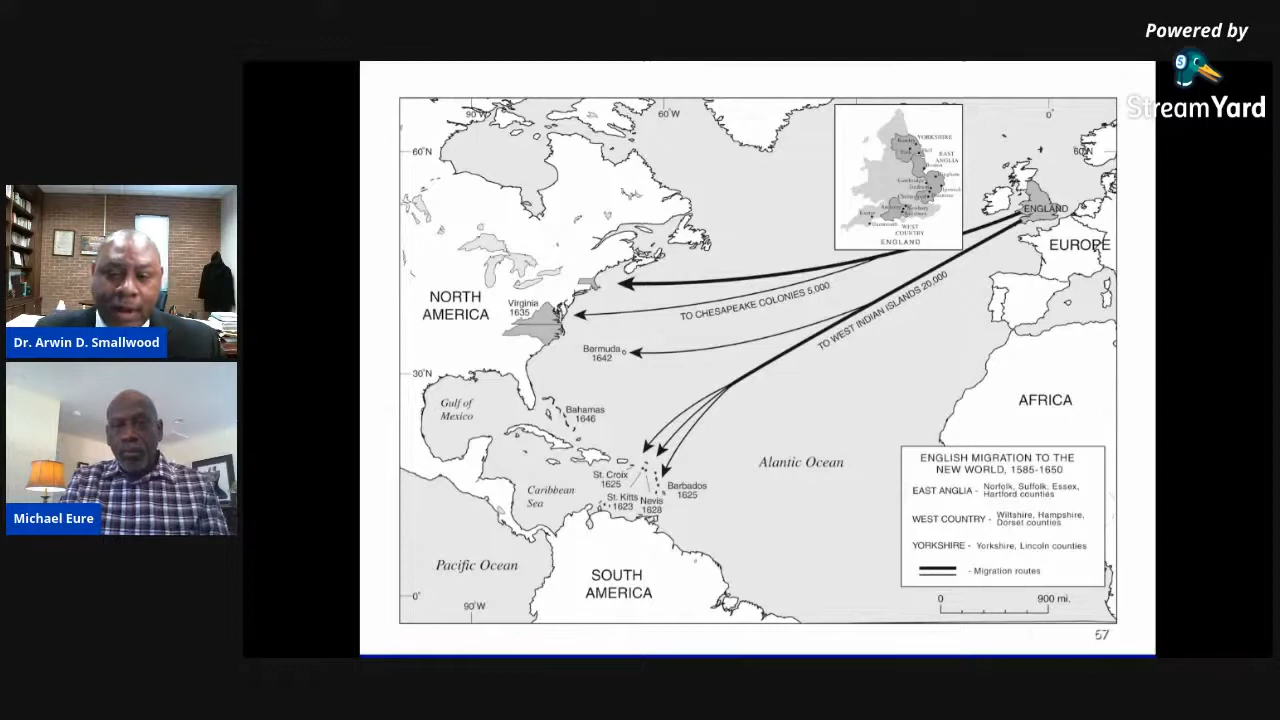 Powered by
StreamYard
Dr. Arwin D. Smallwood
Michael Eure
90˚W
60˚W
0˚
60˚N
60˚N
YORKSHIRE
EAST
ANGLIA
WEST
COUNTRY
ENGLAND
ENGLAND
EUROPE
NORTH
AMERICA
Virginia
1635
TO CHESAPEAKE COLONIES 5,000
TO WEST INDIAN ISLANDS 20,000
Bermuda
1642
30˚N
Gulf of
Mexico
Bahamas
1646
AFRICA
Alantic Ocean
St. Croix
1625
Caribbean
Sea
St. Kitts
1623
Nevis
1628
Barbados
1625
Pacific Ocean
SOUTH
AMERICA
0˚
90˚W
ENGLISH MIGRATION TO THE
NEW WORLD, 1585-1650
EAST ANGLIA - Norfolk, Suffolk, Essex,
Hartford counties
WEST COUNTRY - Wiltshire, Hampshire,
Dorset counties
YORKSHIRE - Yorkshire, Lincoln counties
- Migration routes
0 900 mi.
57